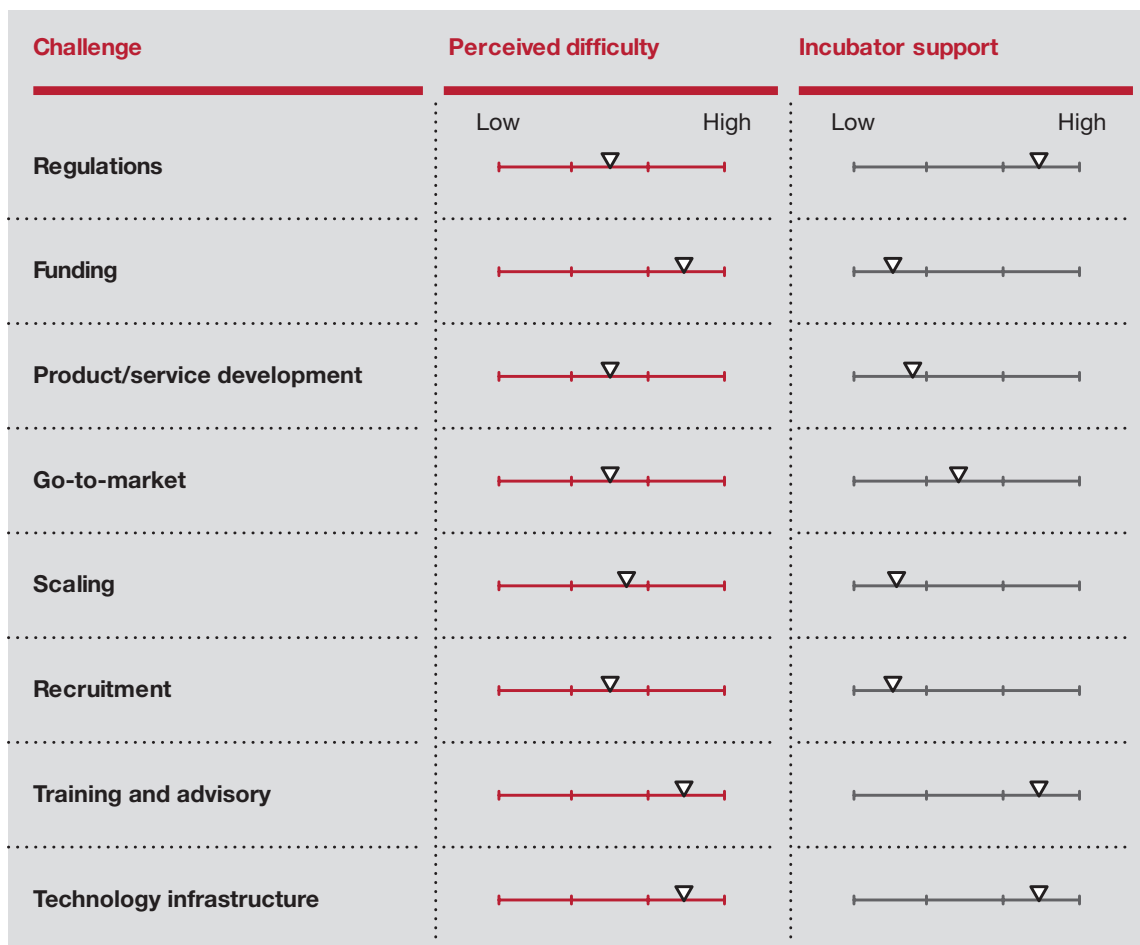 Challenge
Perceived difficulty
Incubator support
Low
High
Low
High
Regulations
Funding
Product/service development
Go-to-market
Scaling
Recruitment
Training and advisory
Technology infrastructure